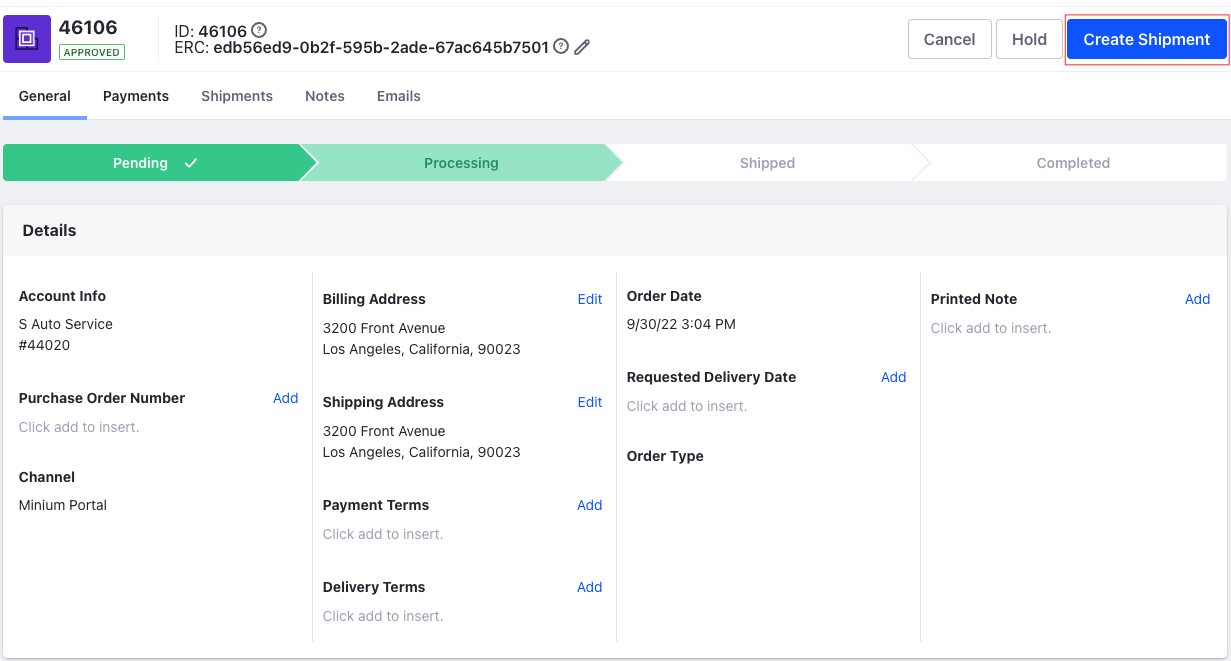 46106
APPROVED
ID: 46106
ERC: edb56ed9-0b2f-595b-2ade-67ac645b7501
Cancel
Hold
Create Shipment
General
Payments
Shipments
Notes
Emails
Pending
Processing
Shipped
Completed
Details
Account Info
S Auto Service
#44020
Purchase Order Number
Add
Click add to insert.
Channel
Minium Portal
Billing Address
Edit
3200 Front Avenue
Los Angeles, California, 90023
Shipping Address
Edit
3200 Front Avenue
Los Angeles, California, 90023
Payment Terms
Add
Click add to insert.
Delivery Terms
Add
Click add to insert.
Order Date
9/30/22 3:04 PM
Requested Delivery Date
Add
Click add to insert.
Order Type
Printed Note
Add
Click add to insert.